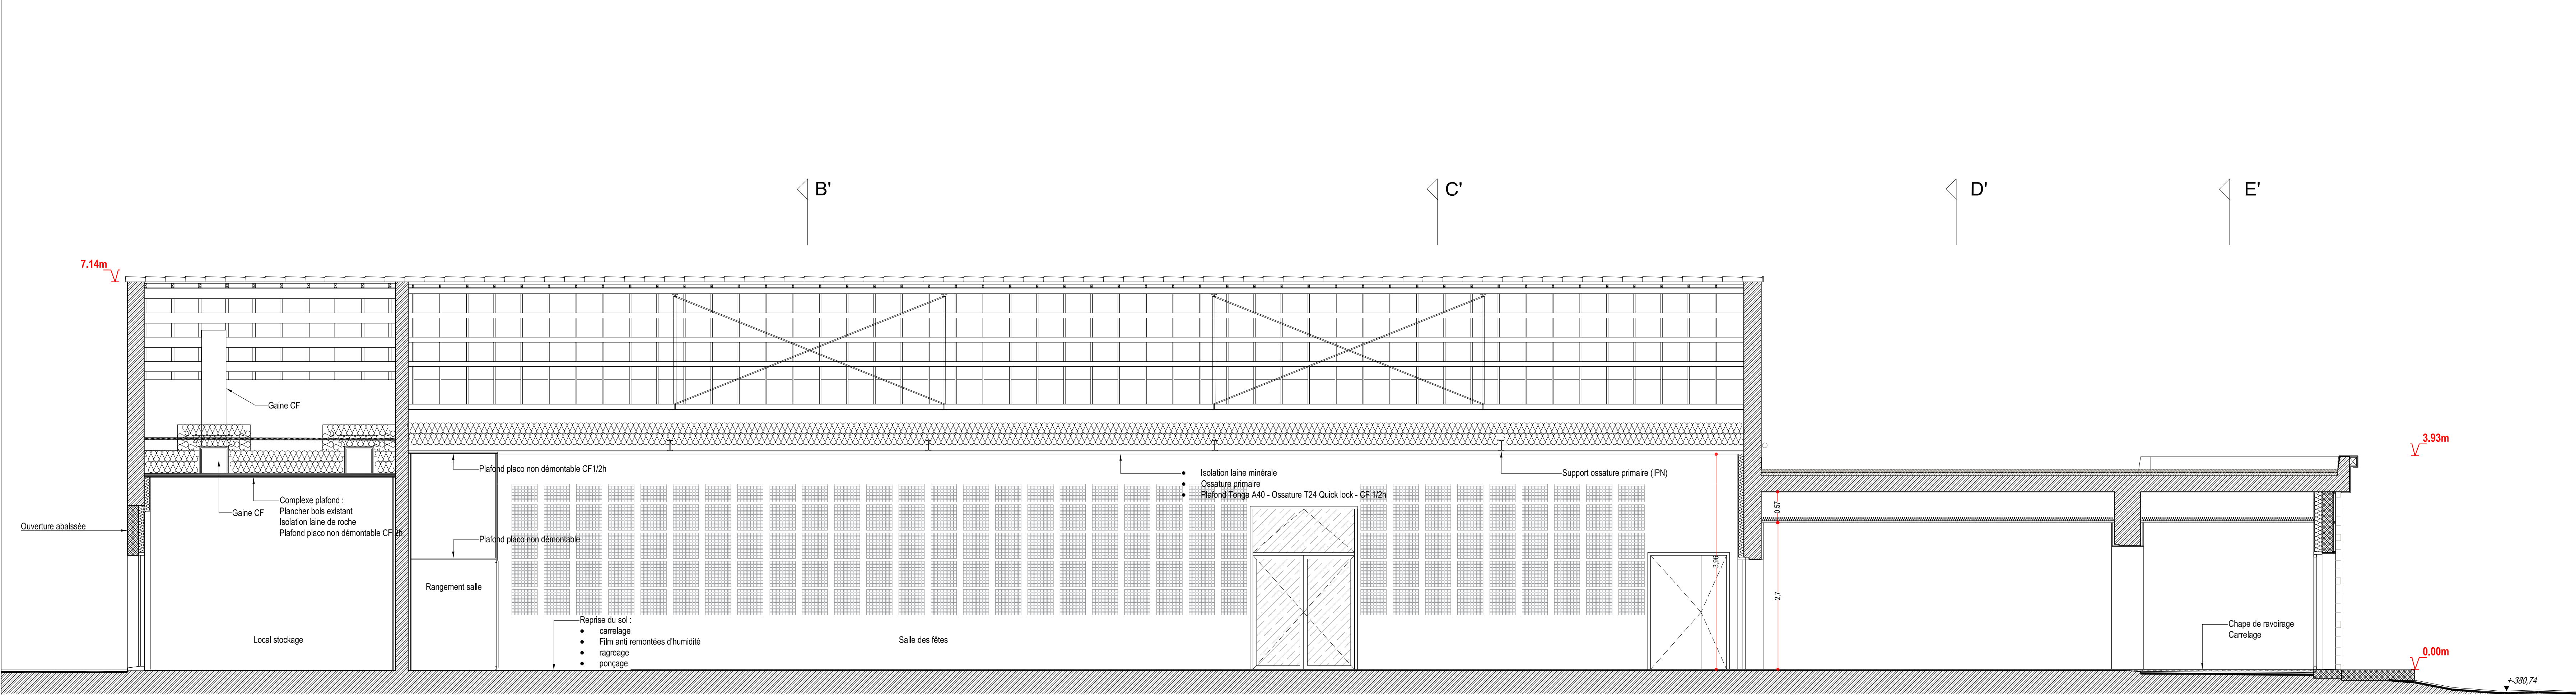 B'
C'
D'
E'
7.14m
Gaine CF
3.93m
Plafond placo non démontable CF1/2h
● Isolation laine minérale
● Ossature primaire
● Plafond Tonga A40 - Ossature T24 Quick lock - CF 1/2h
Support ossature primaire (IPN)
Complexe plafond :
Plancher bois existant
Isolation laine de roche
Plafond placo non démontable CF 2h
Gaine CF
Ouverture abaissée
0,57
Plafond placo non démontable
3,96
Rangement salle
2,7
Reprise du sol :
● carrelage
● Film anti remontées d'humidité
● ragreage
● ponçage
Local stockage
Salle des fêtes
Chape de ravoirage
Carrelage
0.00m
+-380,74